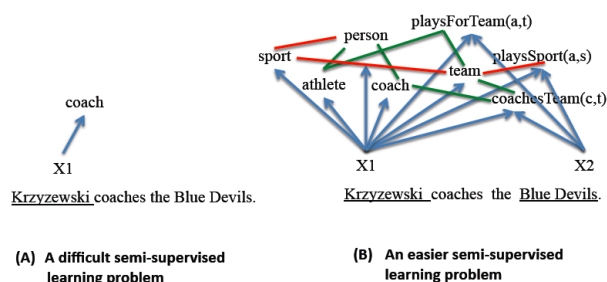 playsForTeam(a,t)
person
sport
playsSport(a,s)
team
athlete
coach
coachesTeam(c,t)
coach
X1
X1
X2
Krzyzewski coaches the Blue Devils.
Krzyzewski coaches the Blue Devils.
(A) A difficult semi-supervised
learning problem
(B) An easier semi-supervised
learning problem